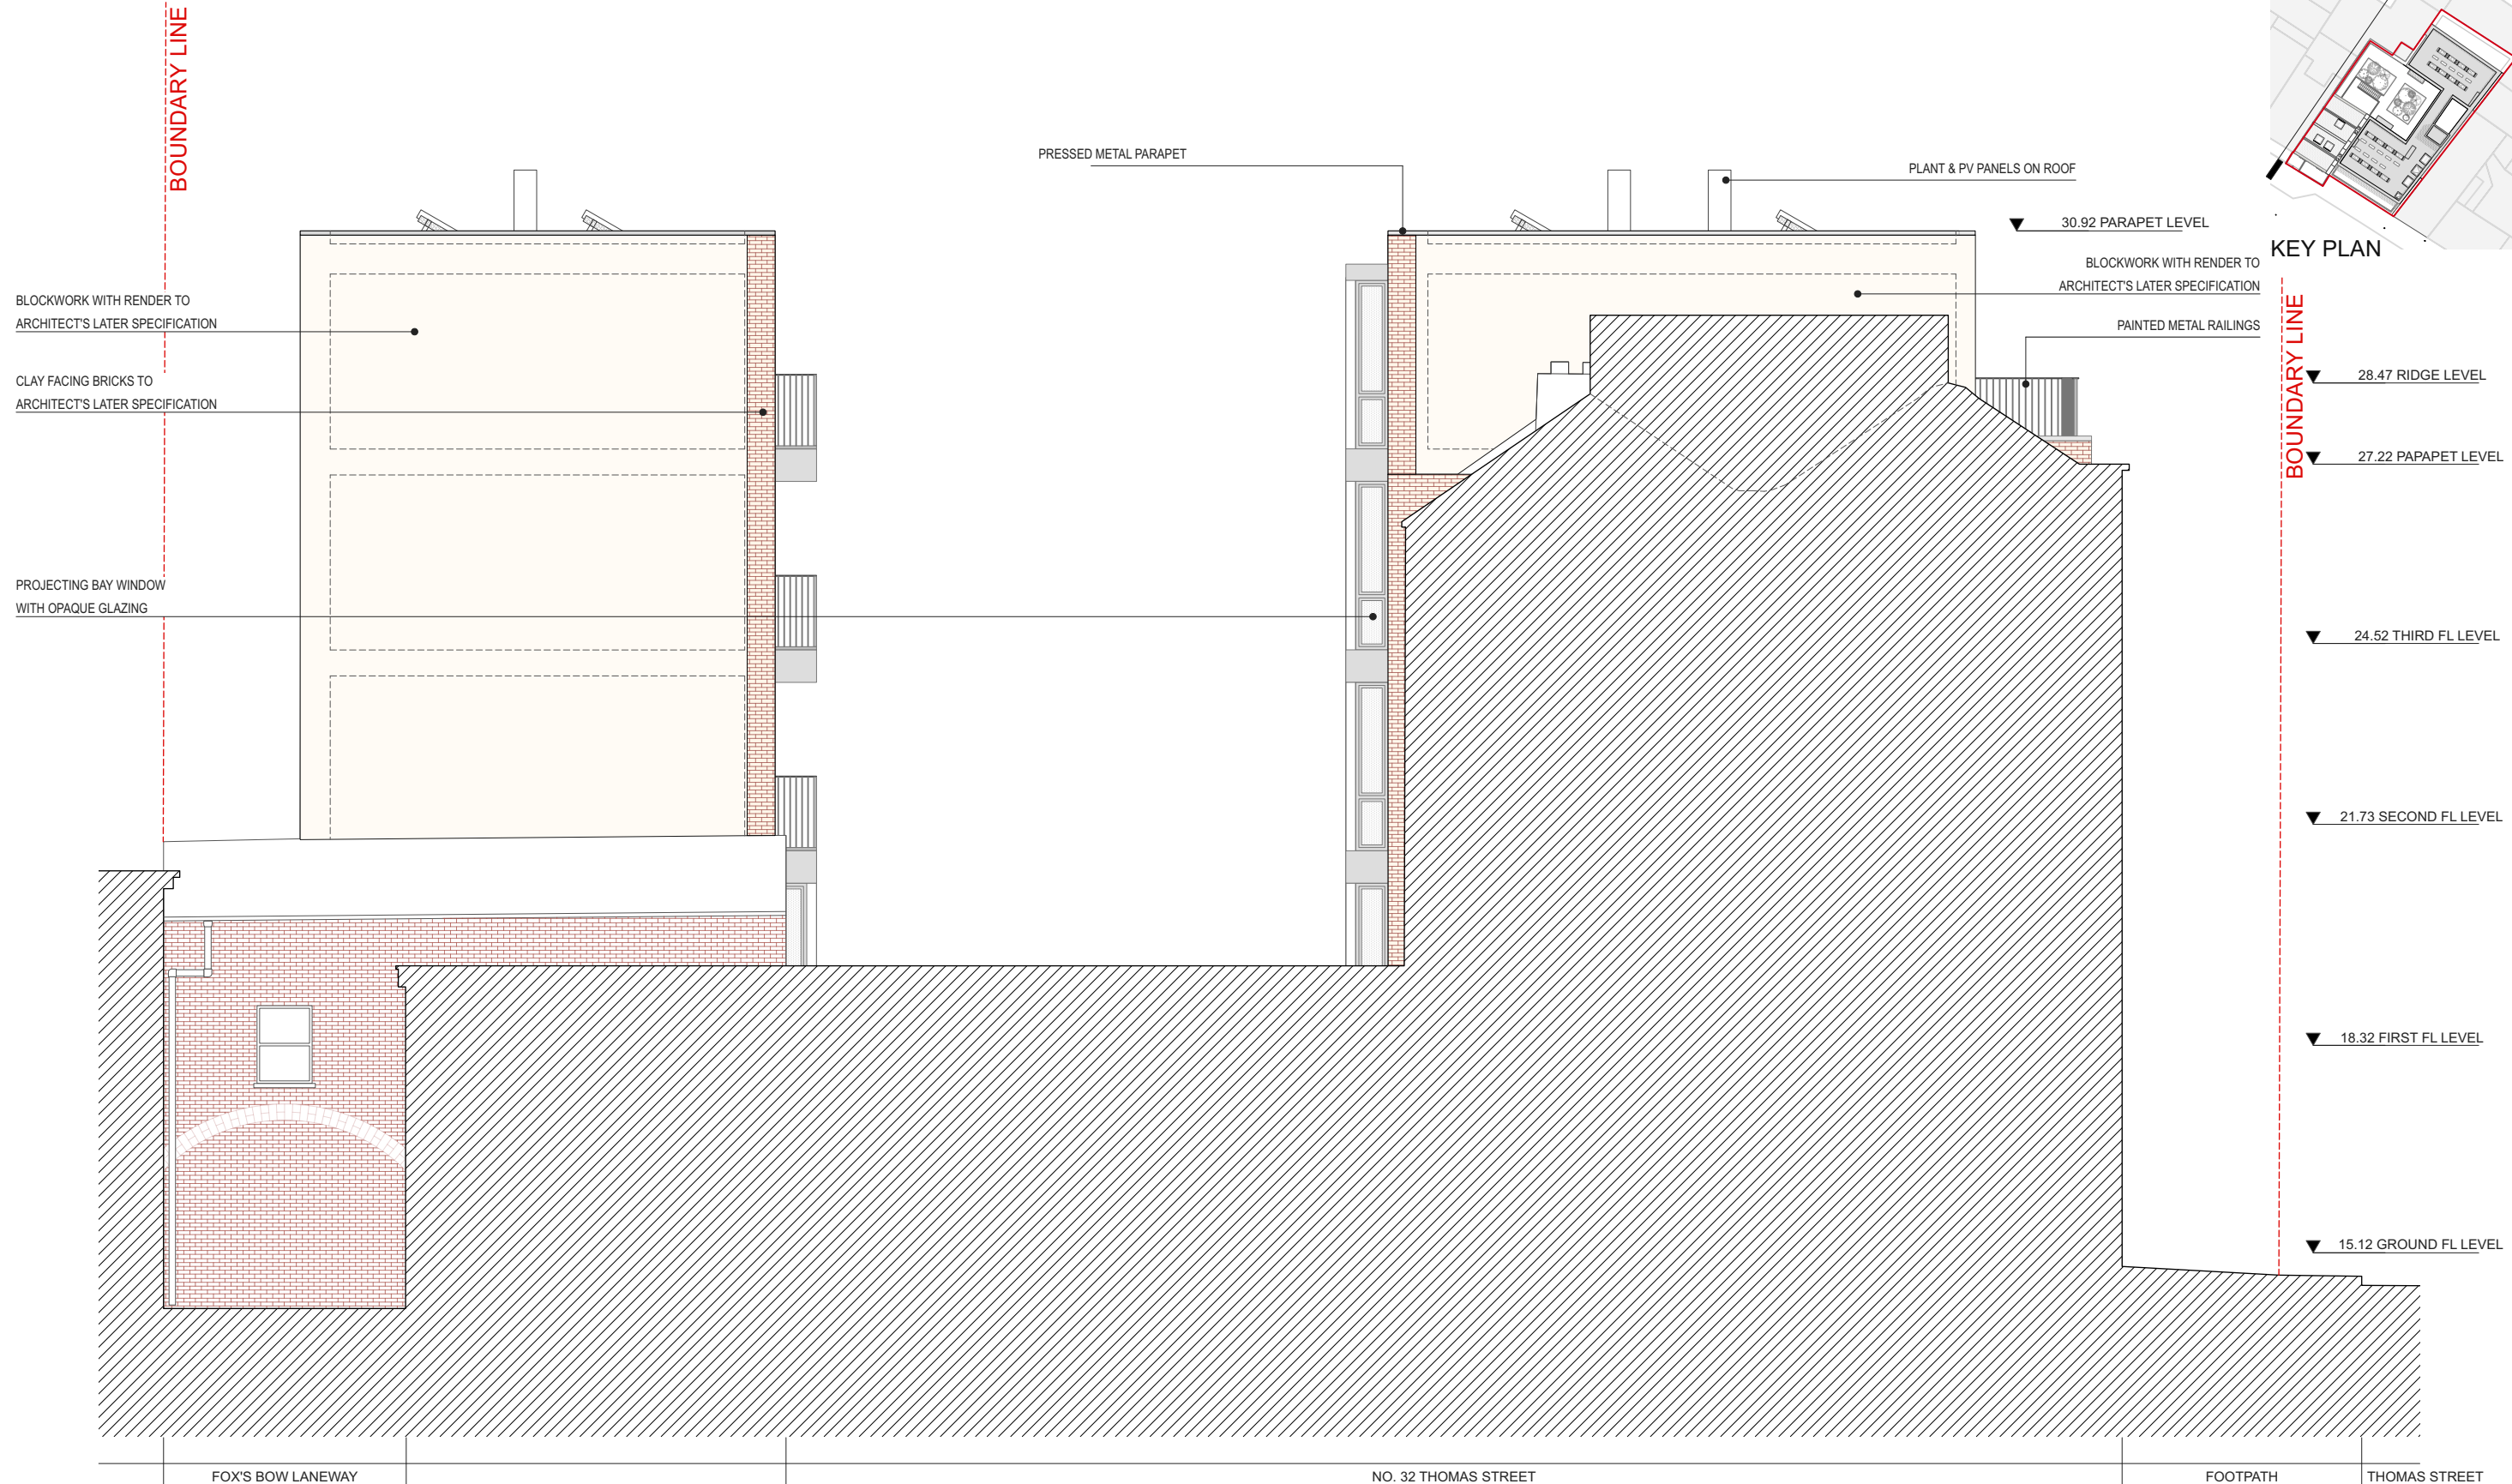 BOUNDARY LINE
PRESSED METAL PARAPET
PLANT & PV PANELS ON ROOF
30.92 PARAPET LEVEL
KEY PLAN
BLOCKWORK WITH RENDER TO
ARCHITECT'S LATER SPECIFICATION
BLOCKWORK WITH RENDER TO
ARCHITECT'S LATER SPECIFICATION
PAINTED METAL RAILINGS
BOUNDARY LINE
CLAY FACING BRICKS TO
ARCHITECT'S LATER SPECIFICATION
28.47 RIDGE LEVEL
27.22 PAPAPET LEVEL
PROJECTING BAY WINDOW
WITH OPAQUE GLAZING
24.52 THIRD FL LEVEL
21.73 SECOND FL LEVEL
18.32 FIRST FL LEVEL
15.12 GROUND FL LEVEL
FOX'S BOW LANEWAY
NO. 32 THOMAS STREET
FOOTPATH
THOMAS STREET